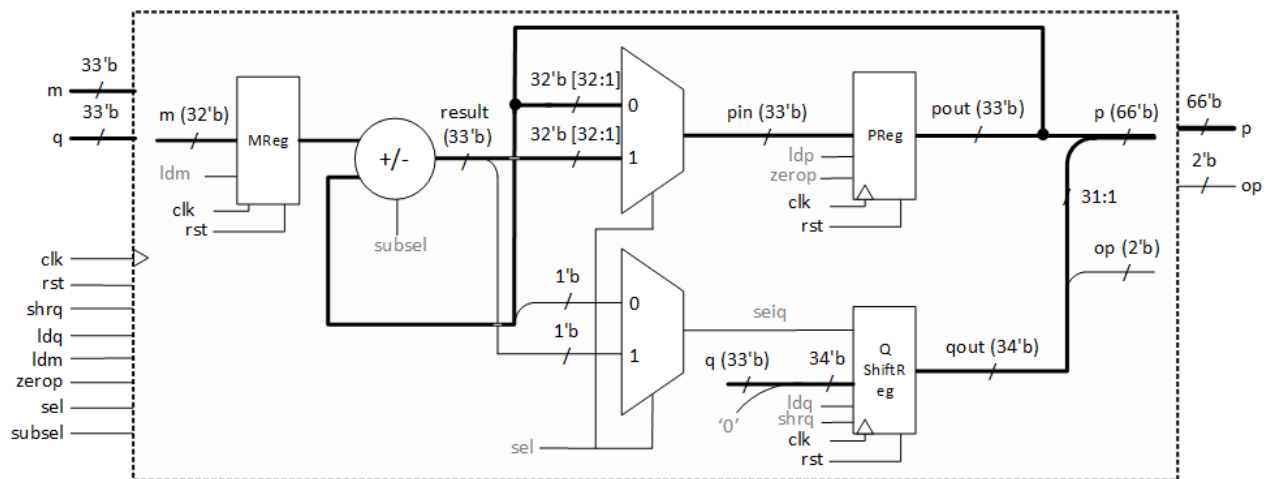 33'b
m
33'b
q
m (32'b)
MReg
ldm
clk
rst
+/-
subsel
result
(33'b)
32'b [32:1]
0
32'b [32:1]
1
pin (33'b)
PReg
ldp
zerop
clk
rst
pout (33'b)
p (66'b)
66'b
p
2'b
op
31:1
op (2'b)
clk
rst
shrq
ldq
ldm
zerop
sel
subsel
1'b
0
1'b
1
seiq
q (33'b)
34'b
'0'
Q
ShiftR
eg
ldq
shrq
clk
rst
qout (34'b)
sel